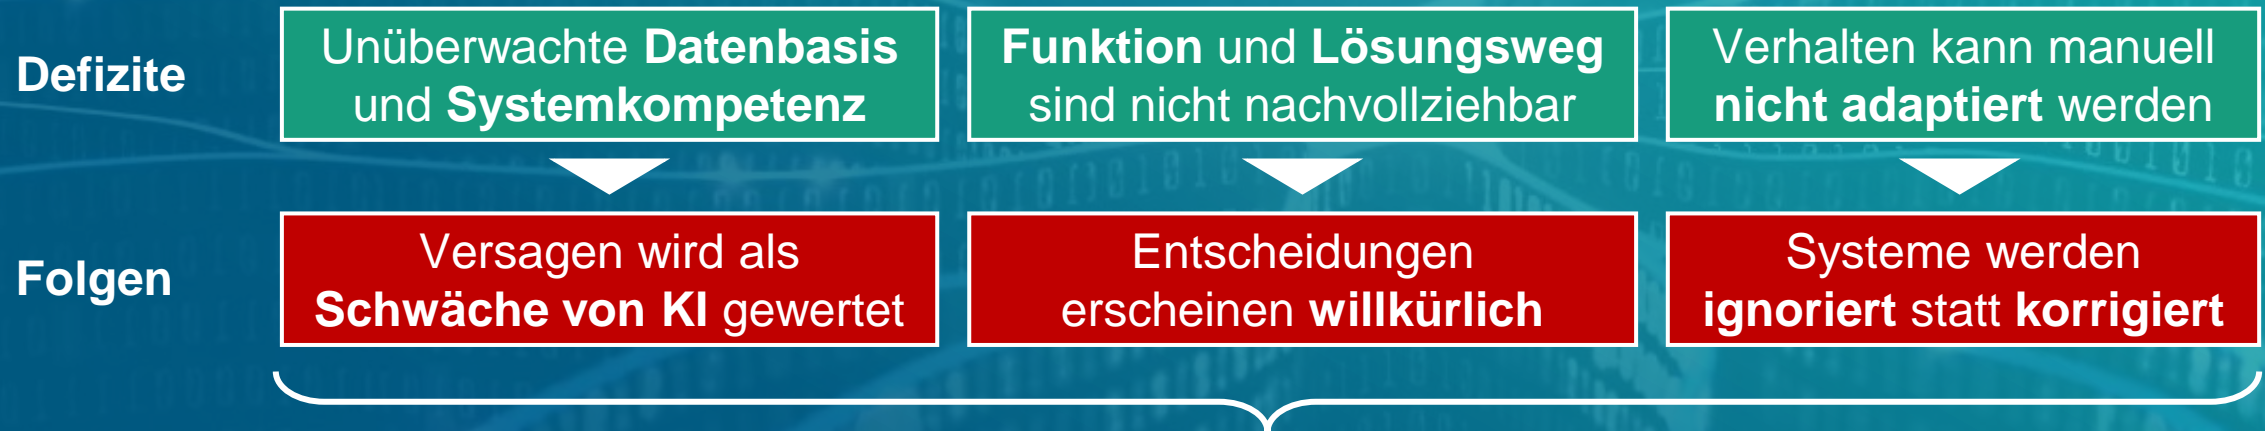 Defizite
Unüberwachte Datenbasis
und Systemkompetenz
Funktion und Lösungsweg
sind nicht nachvollziehbar
Verhalten kann manuell
nicht adaptiert werden
Folgen
Versagen wird als
Schwäche von KI gewertet
Entscheidungen
erscheinen willkürlich
Systeme werden
ignoriert statt korrigiert